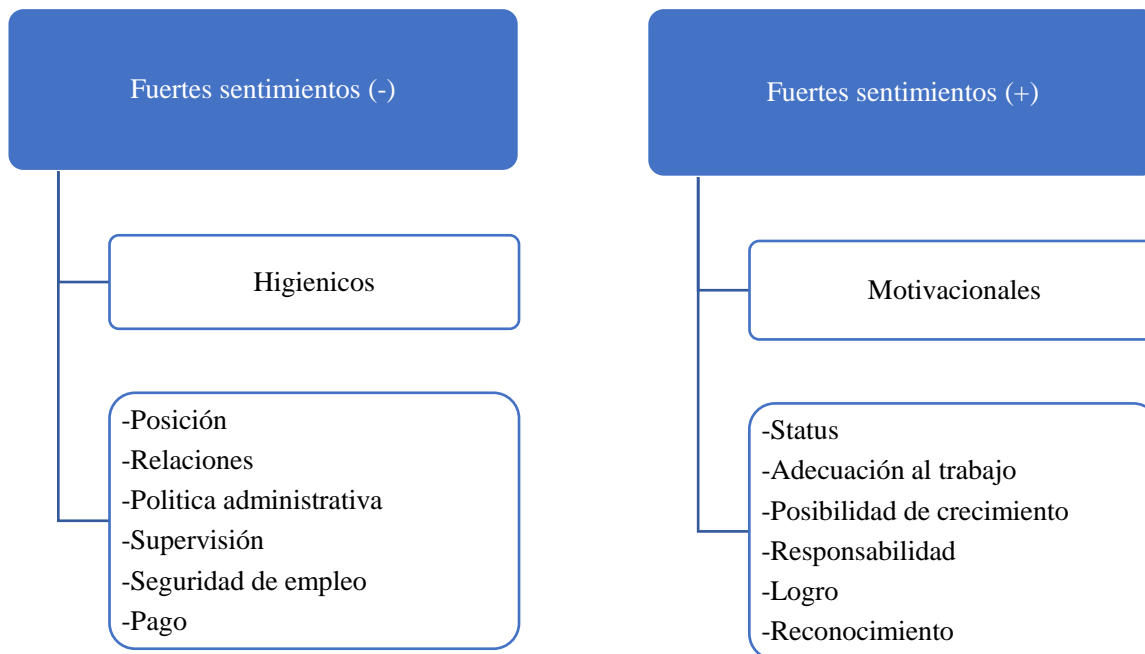 Fuertes sentimientos (-)
Higienicos
-Posición
-Relaciones
-Politica administrativa
-Supervisión
-Seguridad de empleo
-Pago
Fuertes sentimientos (+)
Motivacionales
-Status
-Adecuación al trabajo
-Posibilidad de crecimiento
-Responsabilidad
-Logro
-Reconocimiento